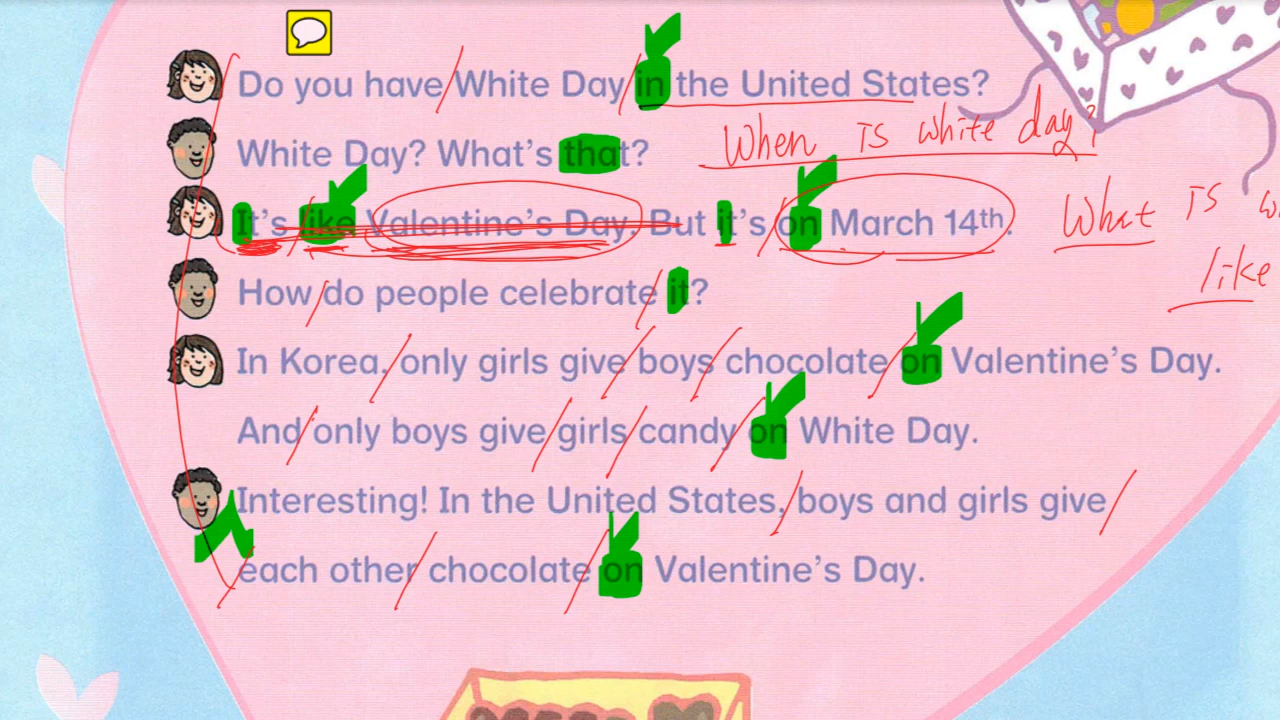 Do you have White Day in the United States?
White Day? What's that?
When IS white day?
It's like Valentine's Day. But it's on March 14th.
What IS
like
How do people celebrate it?
In Korea, only girls give boys chocolate on Valentine's Day.
And only boys give girls candy on White Day.
Interesting! In the United States, boys and girls give
each other chocolate on Valentine's Day.